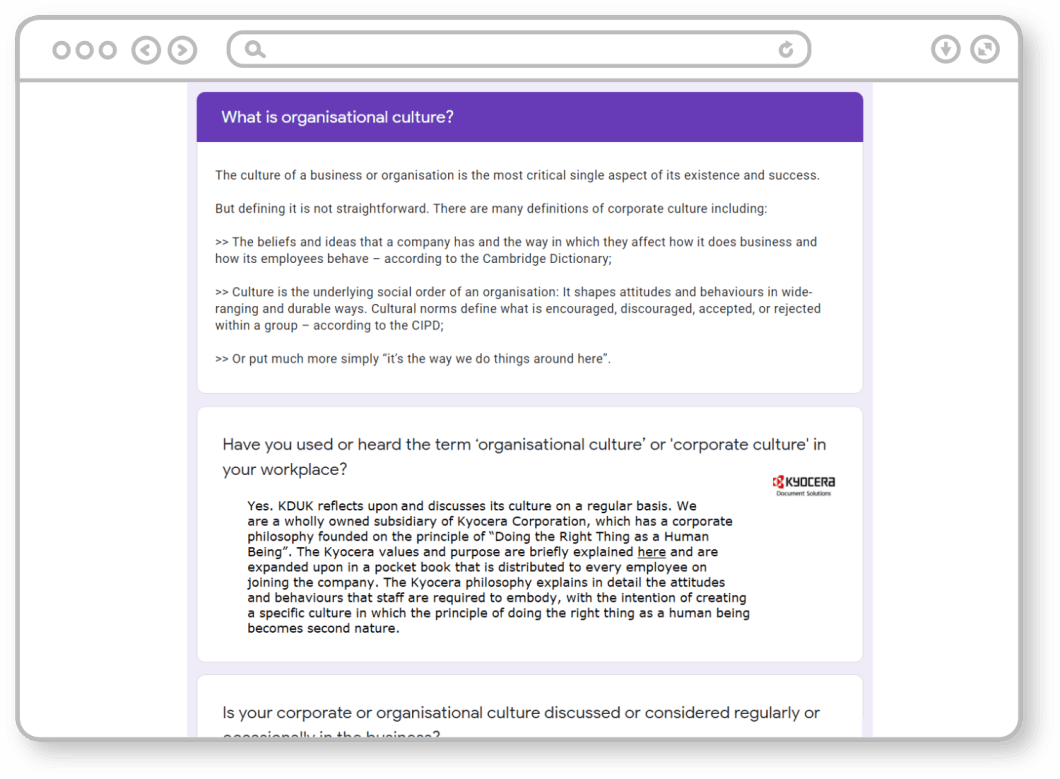 What is organisational culture?
The culture of a business or organisation is the most critical single aspect of its existence and success.
But defining it is not straightforward. There are many definitions of corporate culture including:
>> The beliefs and ideas that a company has and the way in which they affect how it does business and
how its employees behave – according to the Cambridge Dictionary;
>> Culture is the underlying social order of an organisation: It shapes attitudes and behaviours in wide-
ranging and durable ways. Cultural norms define what is encouraged, discouraged, accepted, or rejected
within a group – according to the CIPD;
>> Or put much more simply “it’s the way we do things around here”.
Have you used or heard the term ‘organisational culture’ or 'corporate culture' in
your workplace?
KYOCERA
Document Solutions
Yes. KDUK reflects upon and discusses its culture on a regular basis. We
are a wholly owned subsidiary of Kyocera Corporation, which has a corporate
philosophy founded on the principle of “Doing the Right Thing as a Human
Being”. The Kyocera values and purpose are briefly explained here and are
expanded upon in a pocket book that is distributed to every employee on
joining the company. The Kyocera philosophy explains in detail the attitudes
and behaviours that staff are required to embody, with the intention of creating
a specific culture in which the principle of doing the right thing as a human being
becomes second nature.
Is your corporate or organisational culture discussed or considered regularly or
occasionally in the business?